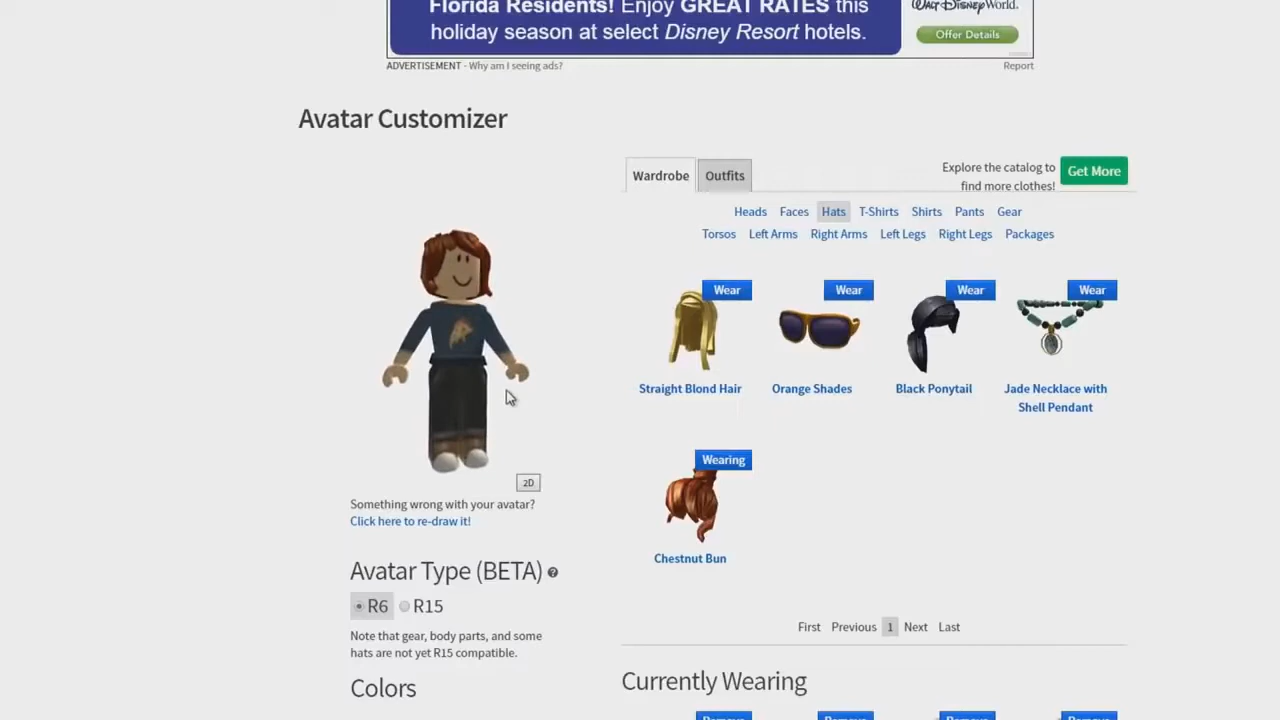 Florida Residents! Enjoy GREAT RATES this
holiday season at select Disney Resort hotels.
WALT DISNEY World.
Offer Details
ADVERTISEMENT - Why am I seeing ads?
Report
Avatar Customizer
Wardrobe
Outfits
Explore the catalog to
find more clothes!
Get More
Heads Faces Hats T-Shirts Shirts Pants Gear
Torsos Left Arms Right Arms Left Legs Right Legs Packages
Wear
Wear
Wear
Wear
Straight Blond Hair
Orange Shades
Black Ponytail
Jade Necklace with
Shell Pendant
Wearing
Chestnut Bun
2D
Something wrong with your avatar?
Click here to re-draw it!
Avatar Type (BETA) ?
R6 R15
Note that gear, body parts, and some
hats are not yet R15 compatible.
Colors
First Previous 1 Next Last
Currently Wearing
Remove
Remove
Remove
Remove